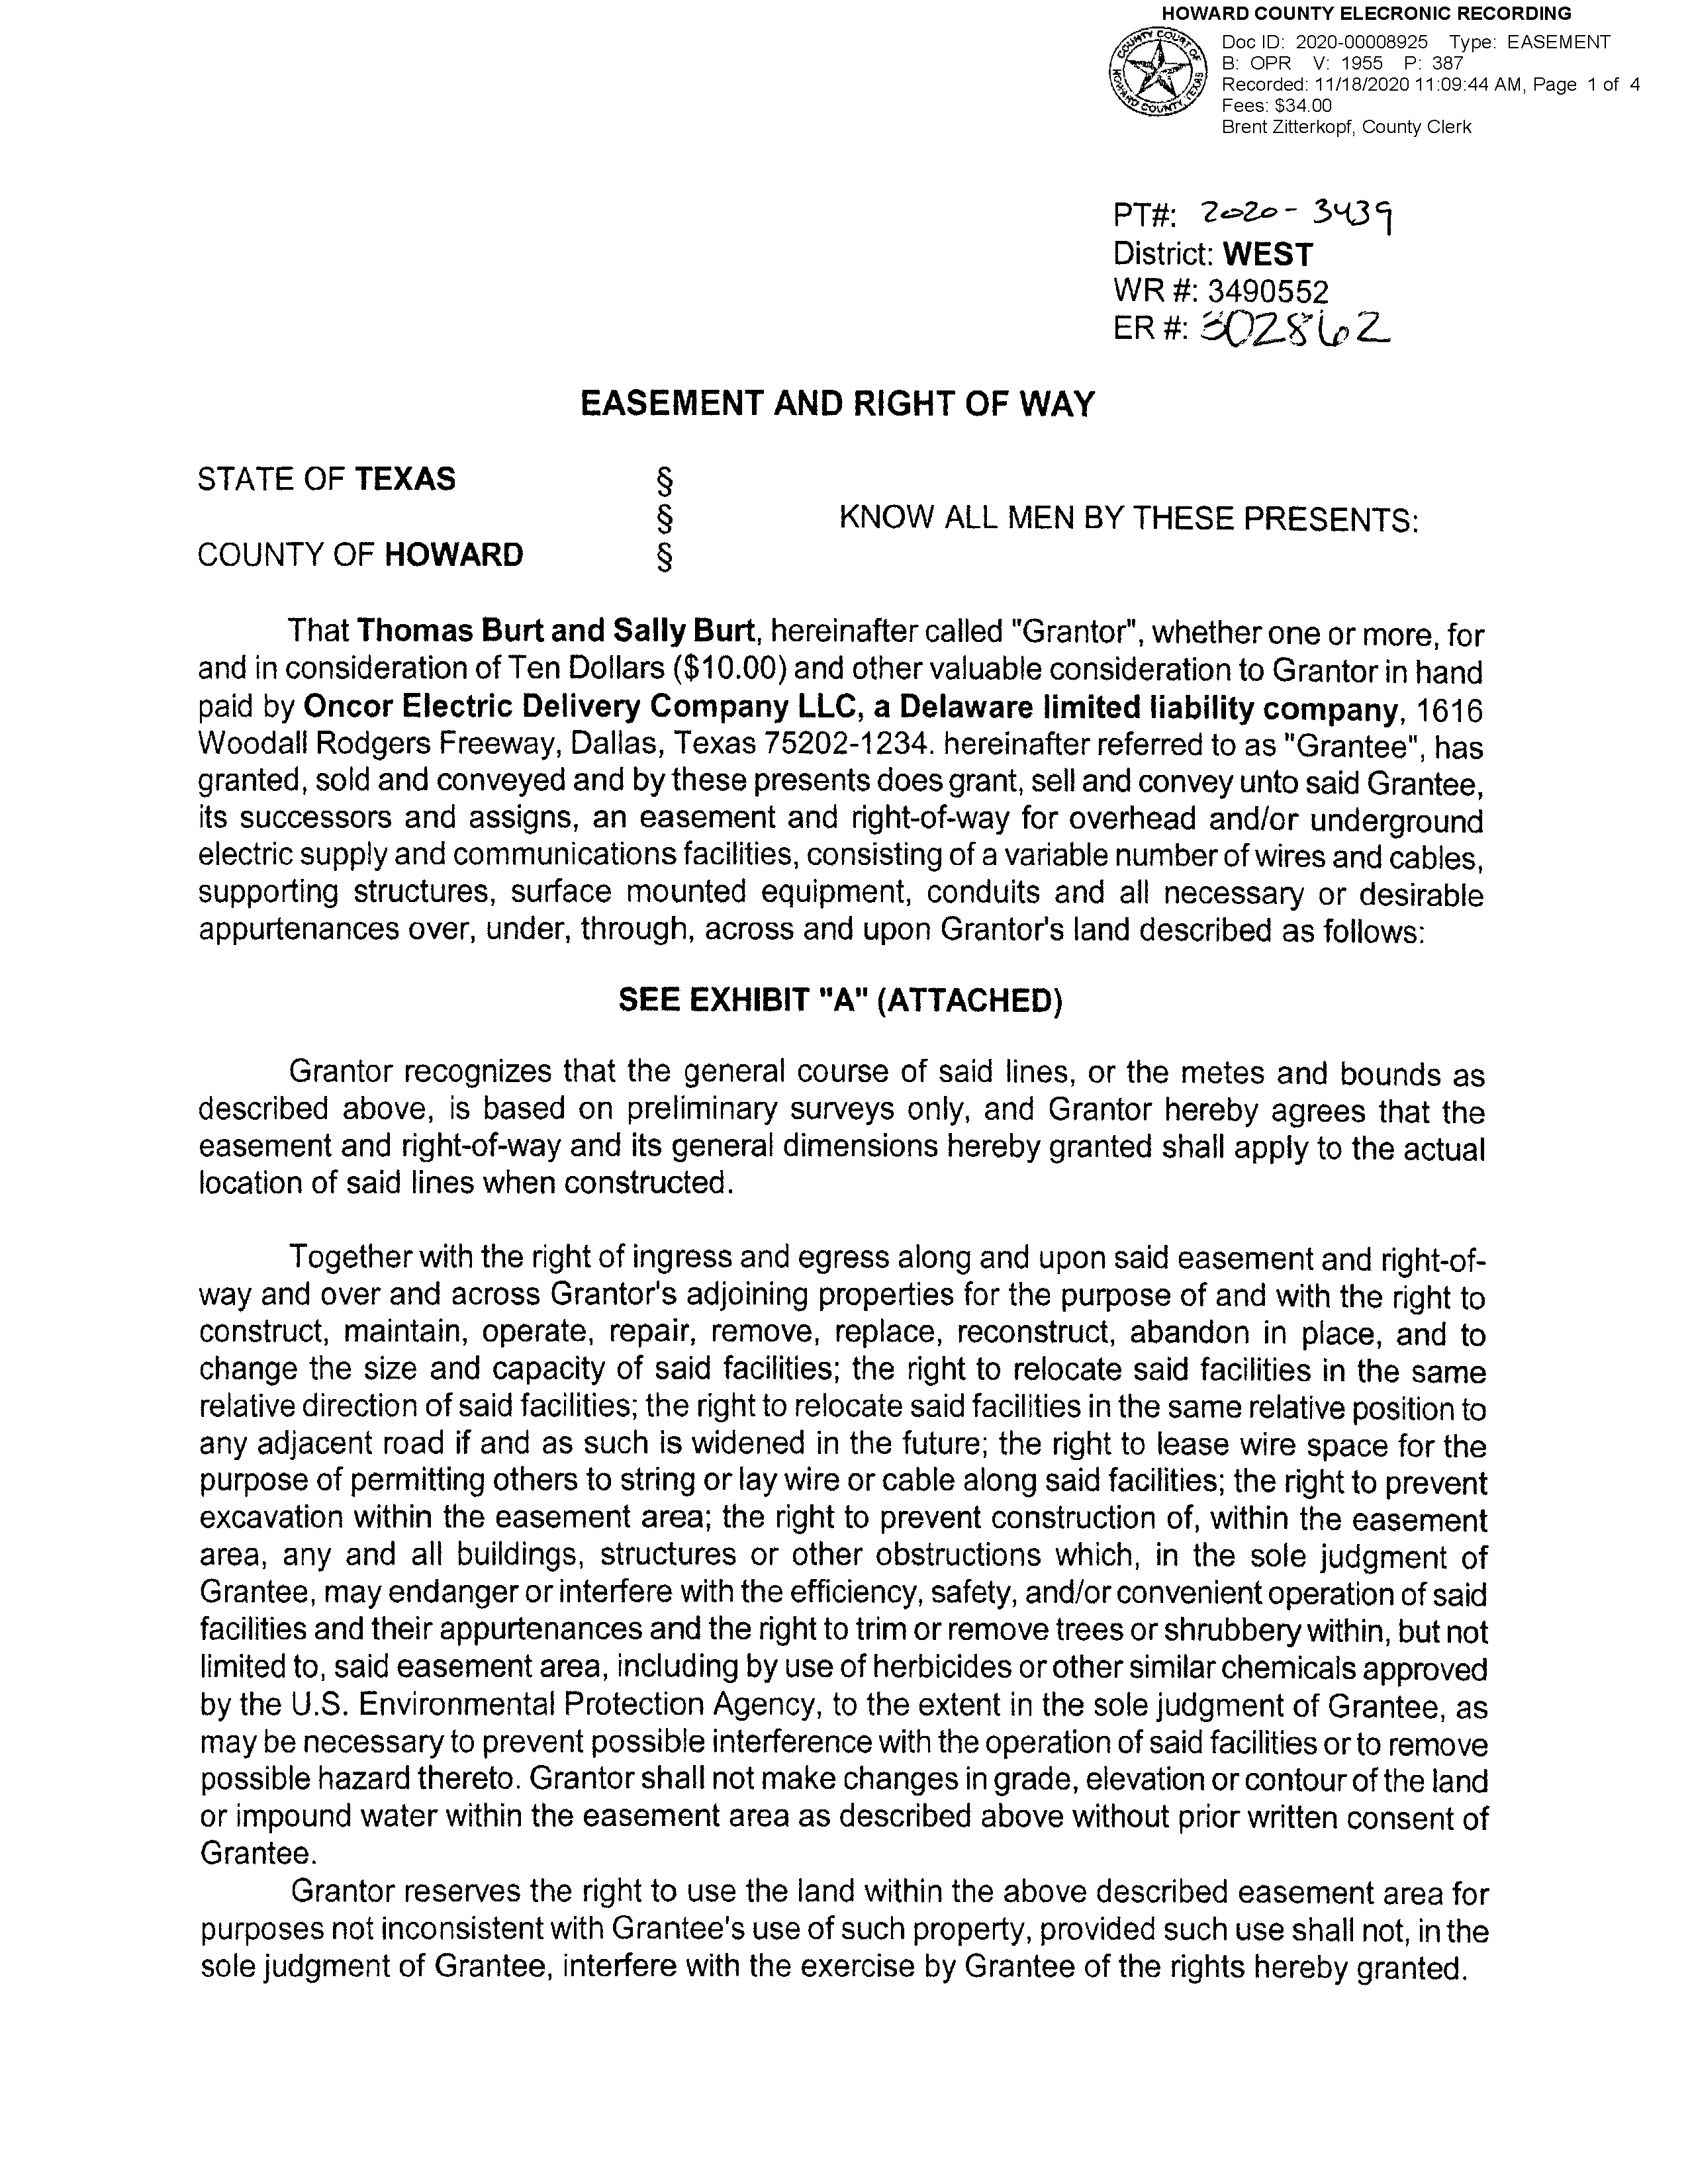 HOWARD COUNTY ELECRONIC RECORDING
Doc ID: 2020-00008925 Type: EASEMENT
B: OPR V: 1955 P: 387
Recorded: 11/18/2020 11:09:44 AM, Page 1 of 4
Fees: $34.00
Brent Zitterkopf, County Clerk
COUNTY COURT OF HOWARD COUNTY, TEXAS
PT#: 2020-3439
District: WEST
WR #: 3490552
ER #: 302862
EASEMENT AND RIGHT OF WAY
STATE OF TEXAS §
§ KNOW ALL MEN BY THESE PRESENTS:
COUNTY OF HOWARD §
That Thomas Burt and Sally Burt, hereinafter called "Grantor", whether one or more, for
and in consideration of Ten Dollars ($10.00) and other valuable consideration to Grantor in hand
paid by Oncor Electric Delivery Company LLC, a Delaware limited liability company, 1616
Woodall Rodgers Freeway, Dallas, Texas 75202-1234. hereinafter referred to as "Grantee", has
granted, sold and conveyed and by these presents does grant, sell and convey unto said Grantee,
its successors and assigns, an easement and right-of-way for overhead and/or underground
electric supply and communications facilities, consisting of a variable number of wires and cables,
supporting structures, surface mounted equipment, conduits and all necessary or desirable
appurtenances over, under, through, across and upon Grantor's land described as follows:
SEE EXHIBIT "A" (ATTACHED)
Grantor recognizes that the general course of said lines, or the metes and bounds as
described above, is based on preliminary surveys only, and Grantor hereby agrees that the
easement and right-of-way and its general dimensions hereby granted shall apply to the actual
location of said lines when constructed.
Together with the right of ingress and egress along and upon said easement and right-of-
way and over and across Grantor's adjoining properties for the purpose of and with the right to
construct, maintain, operate, repair, remove, replace, reconstruct, abandon in place, and to
change the size and capacity of said facilities; the right to relocate said facilities in the same
relative direction of said facilities; the right to relocate said facilities in the same relative position to
any adjacent road if and as such is widened in the future; the right to lease wire space for the
purpose of permitting others to string or lay wire or cable along said facilities; the right to prevent
excavation within the easement area; the right to prevent construction of, within the easement
area, any and all buildings, structures or other obstructions which, in the sole judgment of
Grantee, may endanger or interfere with the efficiency, safety, and/or convenient operation of said
facilities and their appurtenances and the right to trim or remove trees or shrubbery within, but not
limited to, said easement area, including by use of herbicides or other similar chemicals approved
by the U.S. Environmental Protection Agency, to the extent in the sole judgment of Grantee, as
may be necessary to prevent possible interference with the operation of said facilities or to remove
possible hazard thereto. Grantor shall not make changes in grade, elevation or contour of the land
or impound water within the easement area as described above without prior written consent of
Grantee.
Grantor reserves the right to use the land within the above described easement area for
purposes not inconsistent with Grantee's use of such property, provided such use shall not, in the
sole judgment of Grantee, interfere with the exercise by Grantee of the rights hereby granted.